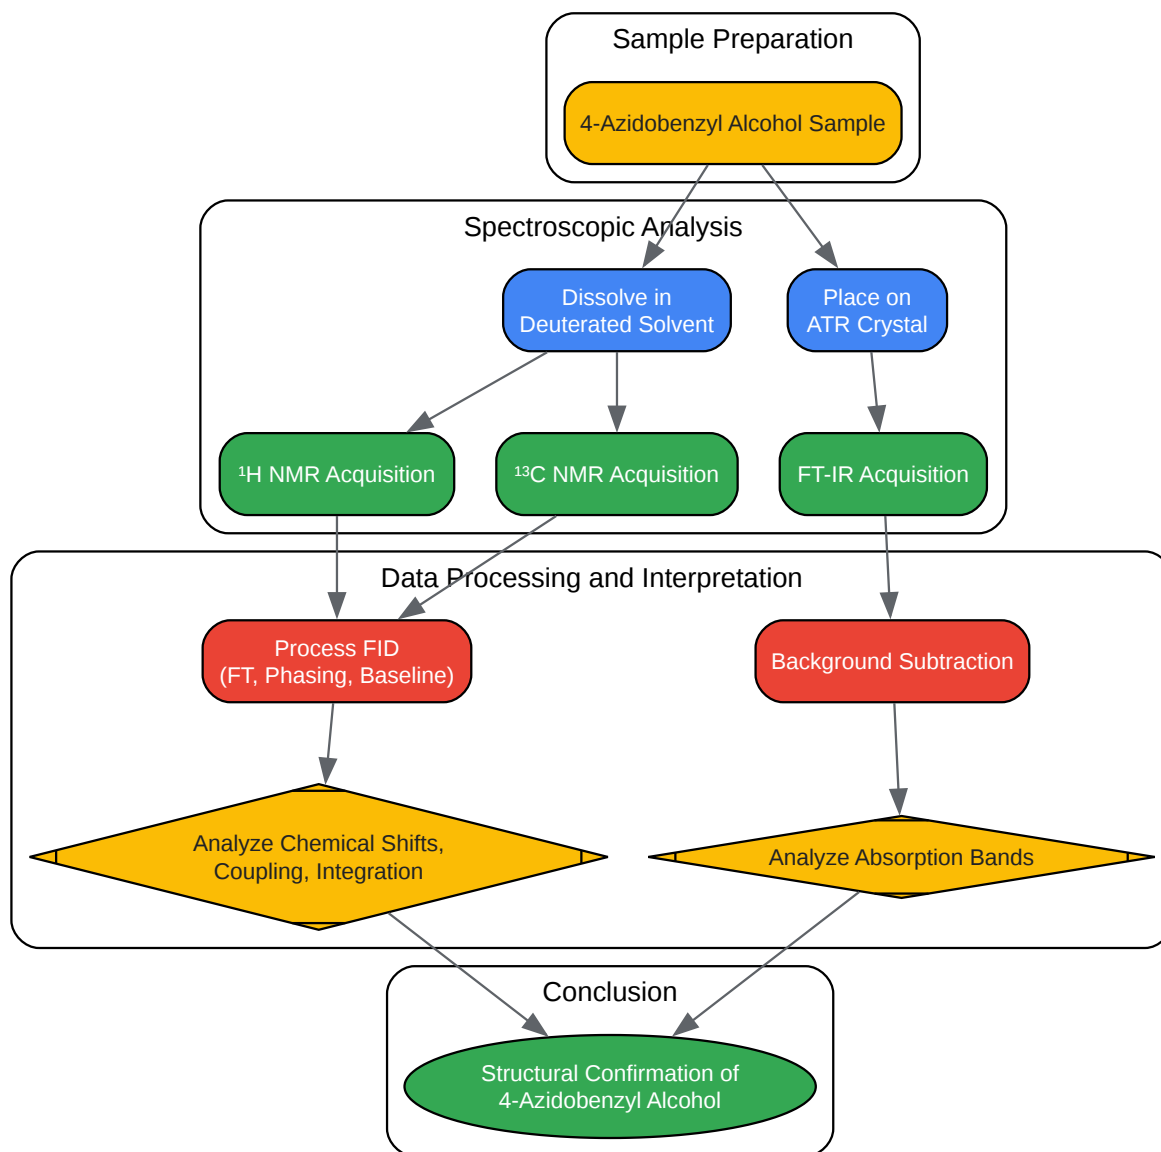 Sample Preparation
4-Azidobenzyl Alcohol Sample
Spectroscopic Analysis
Dissolve in
Deuterated Solvent
Place on
ATR Crystal
¹H NMR Acquisition
¹³C NMR Acquisition
FT-IR Acquisition
Data Processing and Interpretation
Process FID
(FT, Phasing, Baseline)
Background Subtraction
Analyze Chemical Shifts,
Coupling, Integration
Analyze Absorption Bands
Conclusion
Structural Confirmation of
4-Azidobenzyl Alcohol